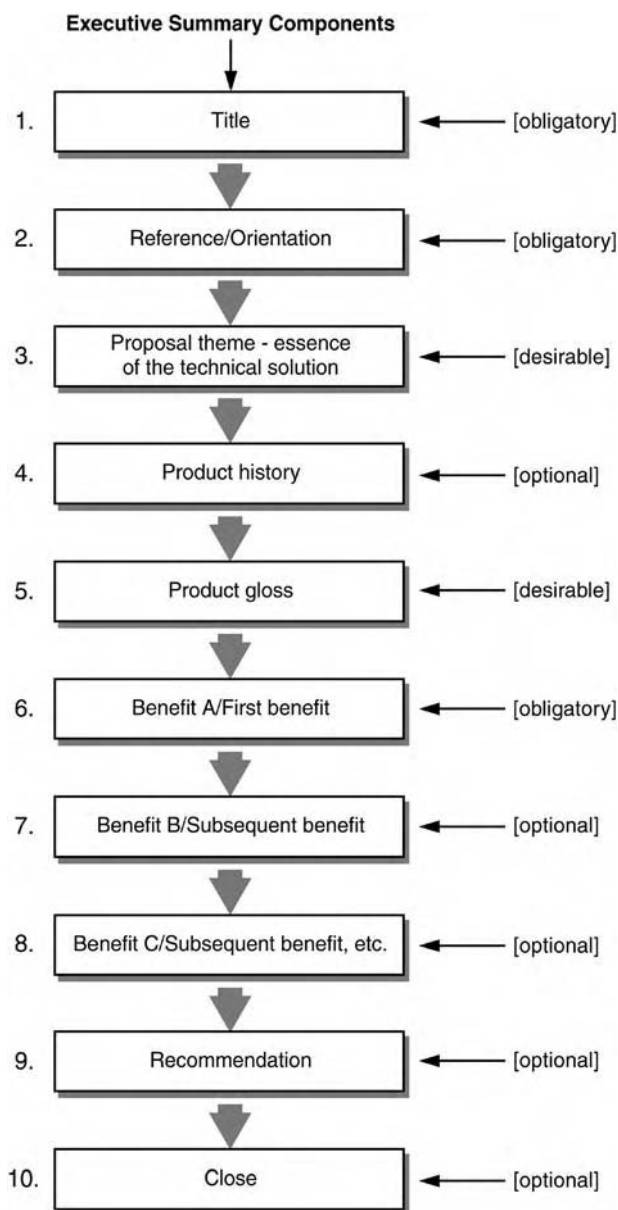 Executive Summary Components
1. Title [obligatory]
2. Reference/Orientation [obligatory]
3. Proposal theme - essence
of the technical solution [desirable]
4. Product history [optional]
5. Product gloss [desirable]
6. Benefit A/First benefit [obligatory]
7. Benefit B/Subsequent benefit [optional]
8. Benefit C/Subsequent benefit, etc. [optional]
9. Recommendation [optional]
10. Close [optional]